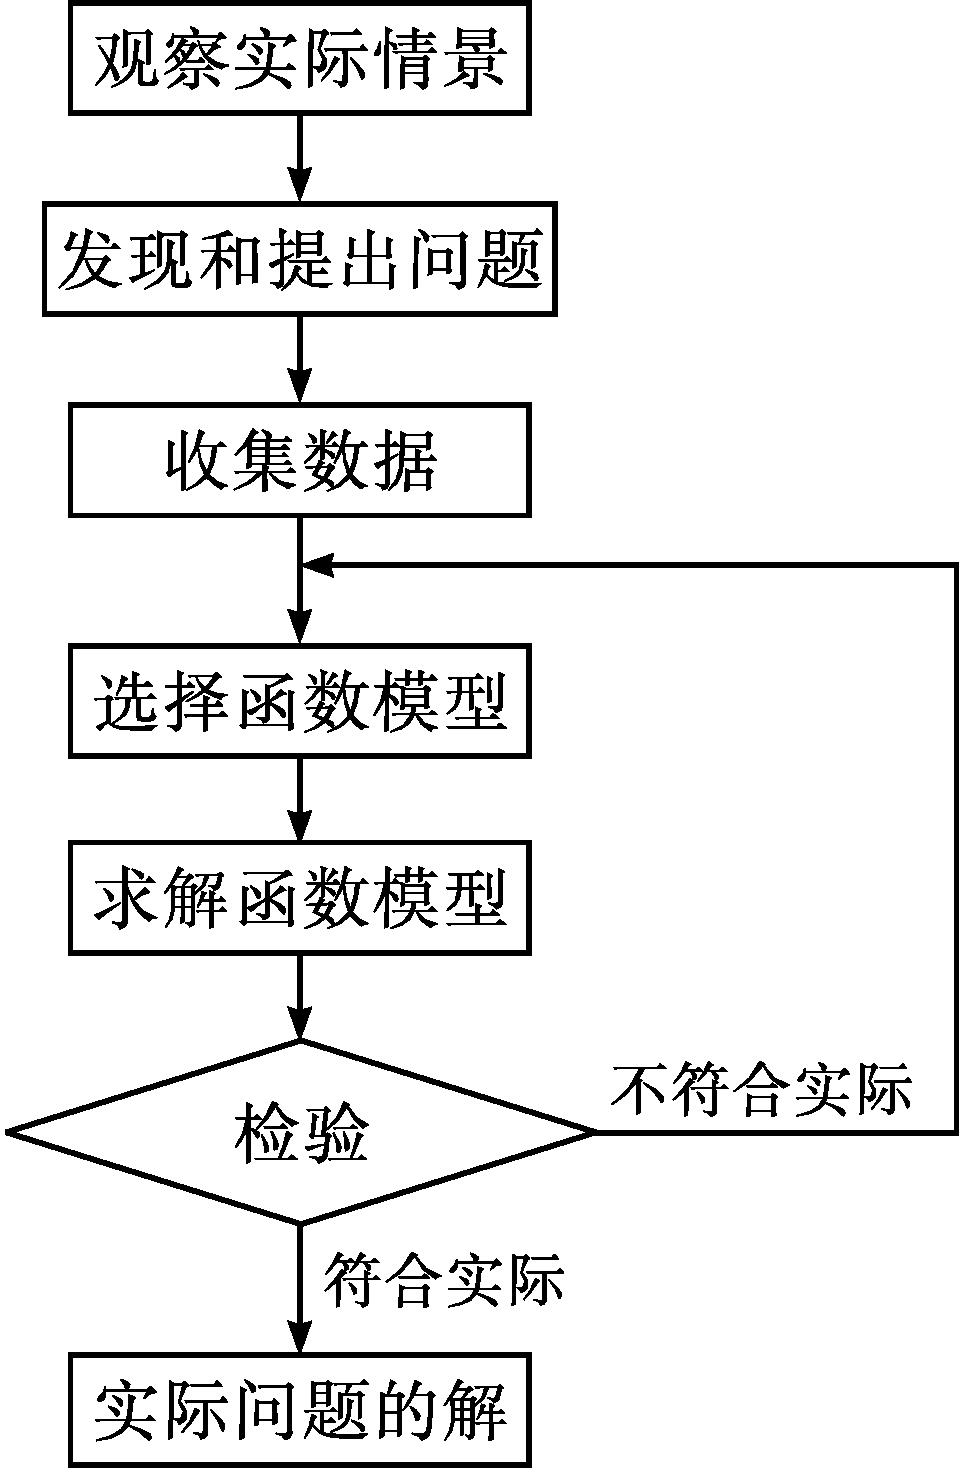 观察实际情景
发现和提出问题
收集数据
选择函数模型
求解函数模型
检验
不符合实际
符合实际
实际问题的解